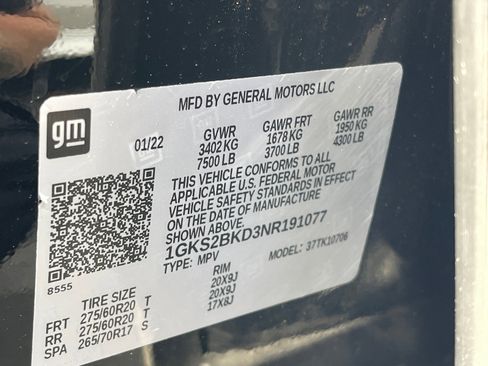 MFD BY GENERAL MOTORS LLC
gm
01/22 GVWR GAWR FRT GAWR RR
3402 KG 1678 KG 1950 KG
7500 LB 3700 LB 4300 LB
THIS VEHICLE CONFORMS TO ALL
APPLICABLE U.S. FEDERAL MOTOR
VEHICLE SAFETY STANDARDS IN EFFECT
ON THE DATE OF MANUFACTURE
SHOWN ABOVE.
1GKS2BKD3NR191077
TYPE: MPV MODEL: 37TK10706
8555
TIRE SIZE RIM
FRT 275/60R20 T 20X9J
RR 275/60R20 T 20X9J
SPA 265/70R17 S 17X8J